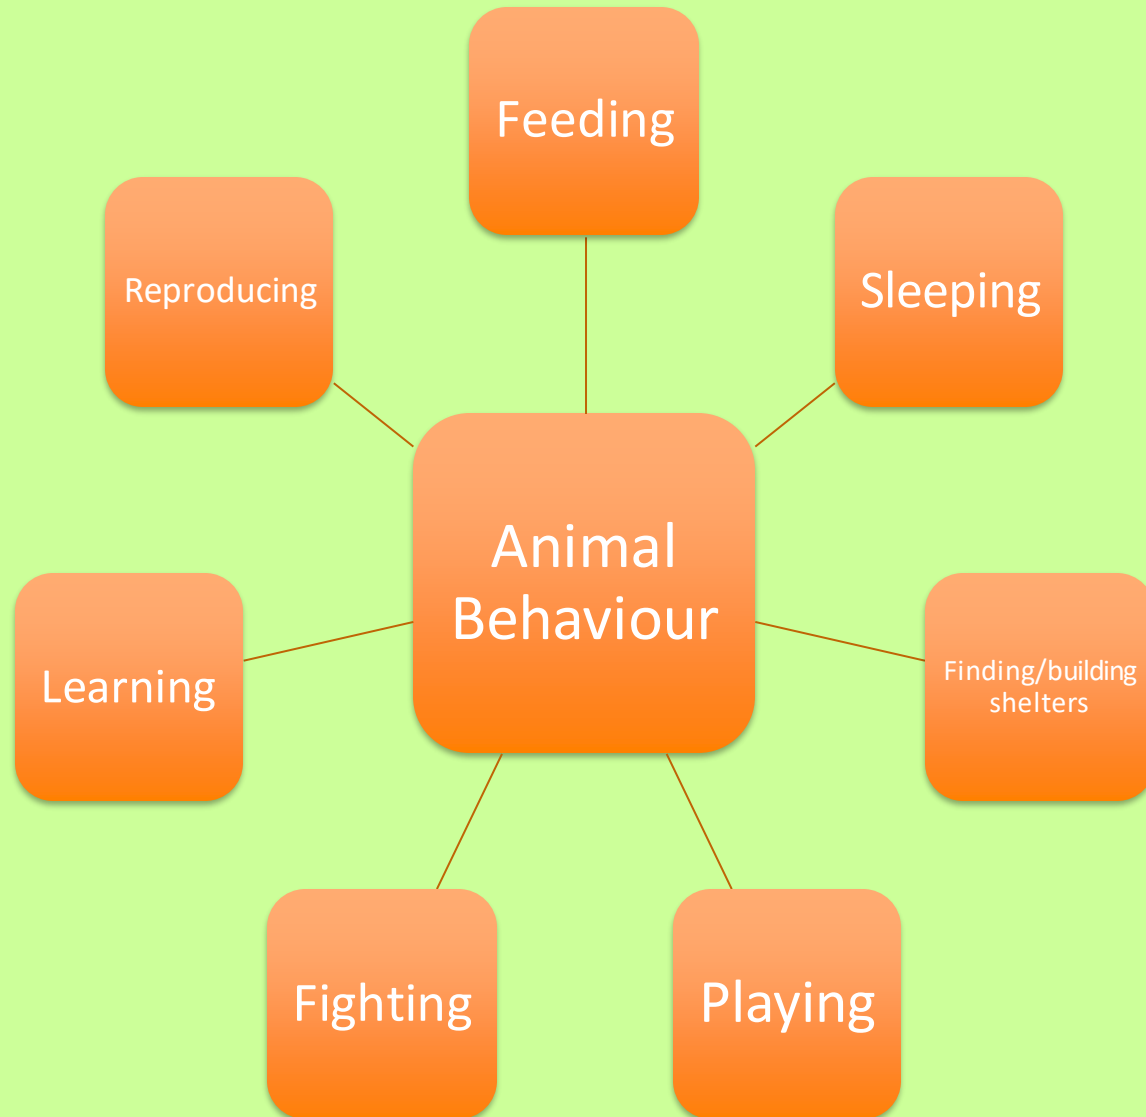 Feeding
Reproducing
Sleeping
Animal
Behaviour
Learning
Finding/building
shelters
Fighting
Playing